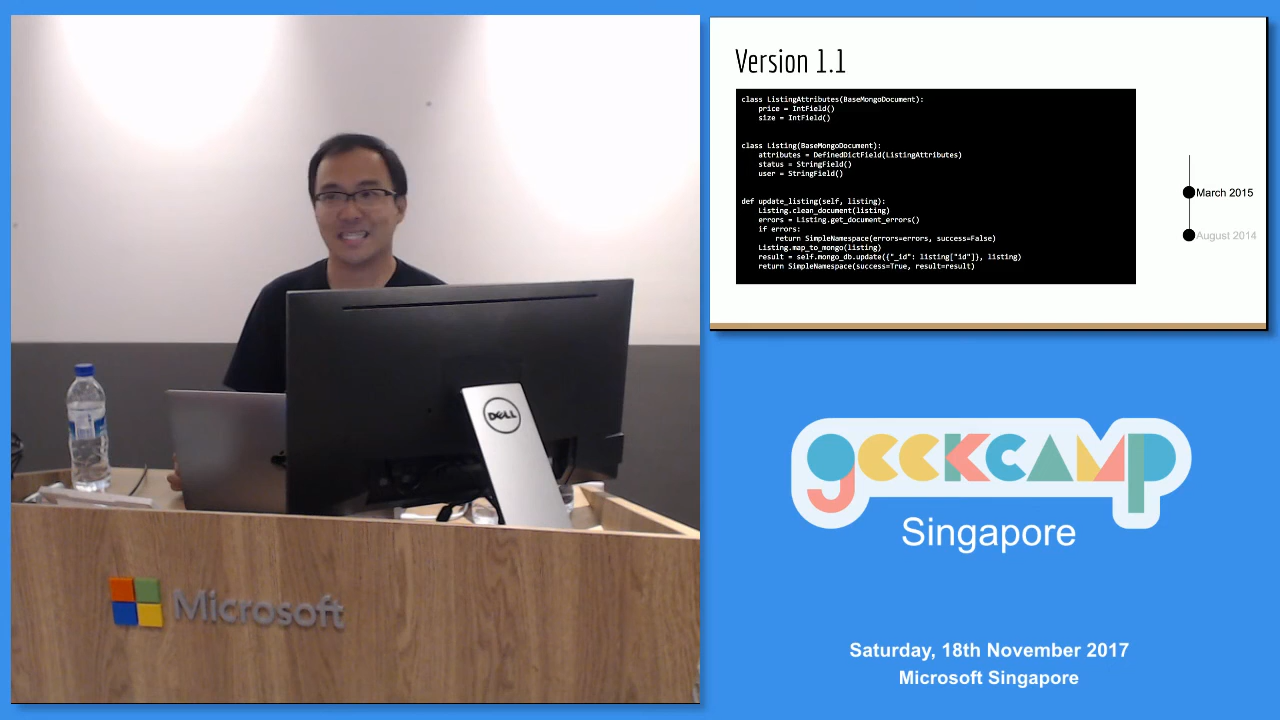 Version 1.1
class ListingAttributes(BaseMongoDocument):
price = IntField()
size = IntField()
class Listing(BaseMongoDocument):
attributes = DefinedDictField(ListingAttributes)
status = StringField()
user = StringField()
def update_listing(self, listing):
Listing.clean_document(listing)
errors = Listing.get_document_errors()
if errors:
return SimpleNamespace(errors=errors, success=False)
Listing.map_to_mongo(listing)
result = self.mongo_db.update({"_id": listing["id"]}, listing)
return SimpleNamespace(success=True, result=result)
March 2015
August 2014
DELL
Microsoft
geekcamp
Singapore
Saturday, 18th November 2017
Microsoft Singapore